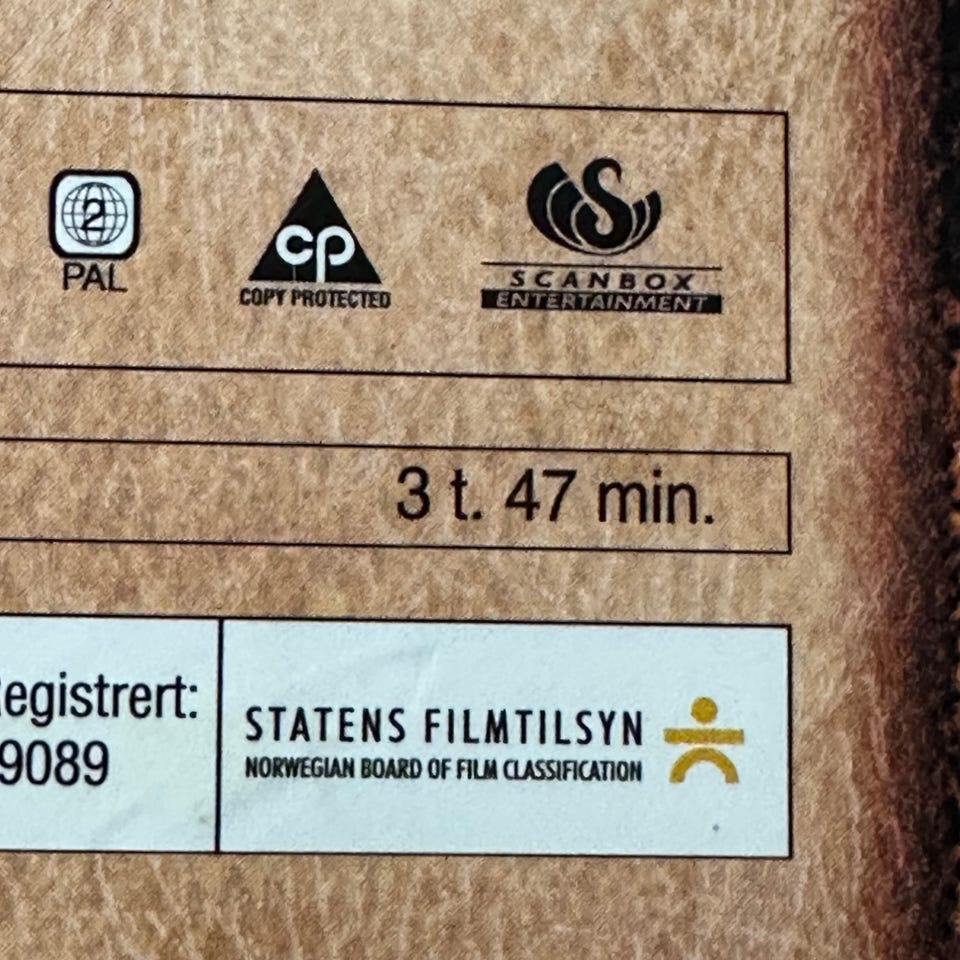 2
PAL
cp
COPY PROTECTED
S
SCANBOX
ENTERTAINMENT
3 t. 47 min.
egistrert:
9089
STATENS FILMTILSYN
NORWEGIAN BOARD OF FILM CLASSIFICATION